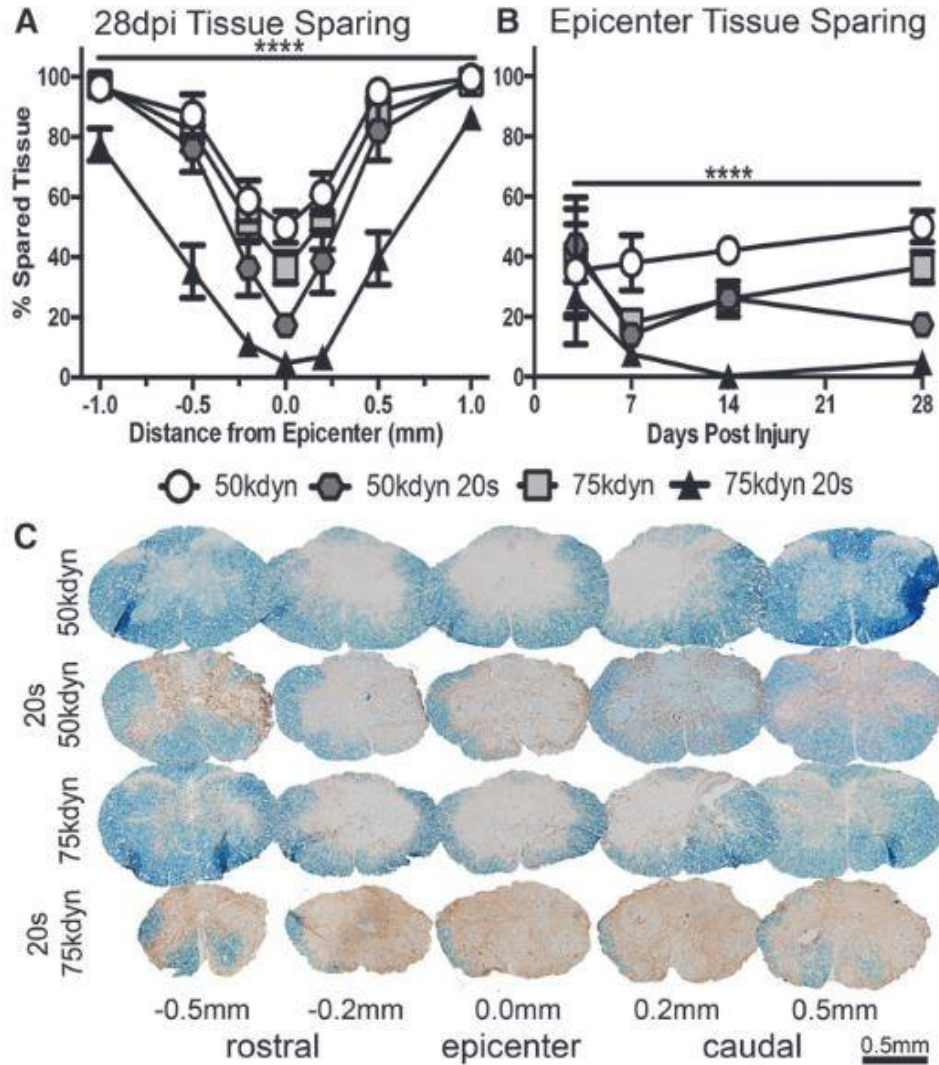 A 28dpi Tissue Sparing
****
% Spared Tissue
100
80
60
40
20
0
-1.0 -0.5 0.0 0.5 1.0
Distance from Epicenter (mm)
B Epicenter Tissue Sparing
****
100
80
60
40
20
0
0 7 14 21 28
Days Post Injury
50kdyn 50kdyn 20s 75kdyn 75kdyn 20s
C
50kdyn
20s
50kdyn
75kdyn
20s
75kdyn
-0.5mm -0.2mm 0.0mm 0.2mm 0.5mm
rostral epicenter caudal 0.5mm